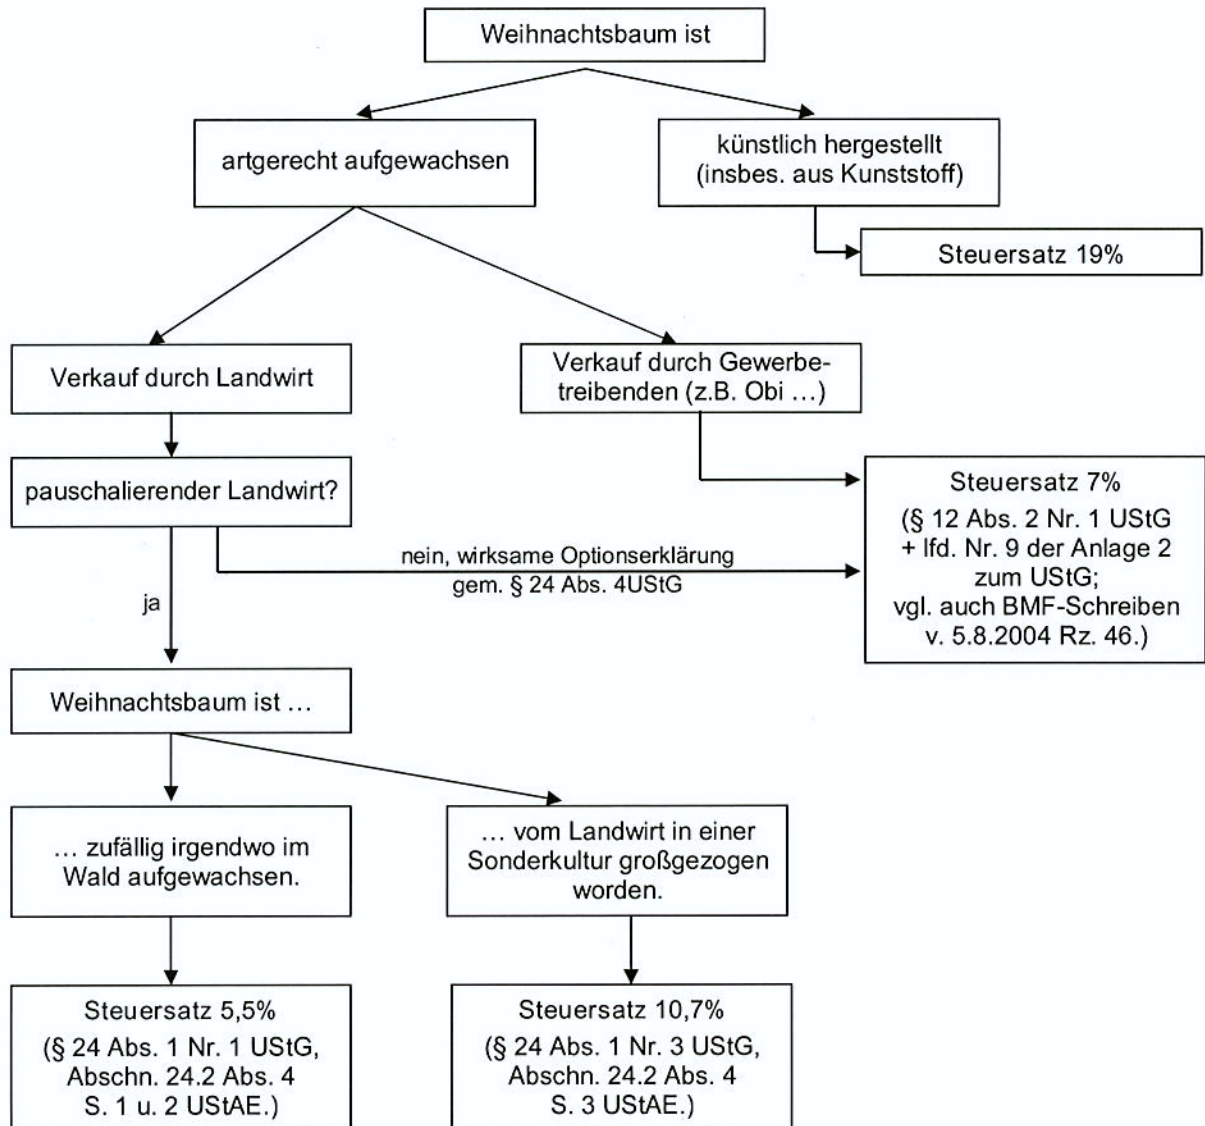 Weihnachtsbaum ist
artgerecht aufgewachsen
künstlich hergestellt
(insbes. aus Kunststoff)
Steuersatz 19%
Verkauf durch Landwirt
Verkauf durch Gewerbe-
treibenden (z.B. Obi …)
pauschalierender Landwirt?
Steuersatz 7%
(§ 12 Abs. 2 Nr. 1 UStG
+ lfd. Nr. 9 der Anlage 2
zum UStG;
vgl. auch BMF-Schreiben
v. 5.8.2004 Rz. 46.)
nein, wirksame Optionserklärung
gem. § 24 Abs. 4UStG
ja
Weihnachtsbaum ist …
… zufällig irgendwo im
Wald aufgewachsen.
… vom Landwirt in einer
Sonderkultur großgezogen
worden.
Steuersatz 5,5%
(§ 24 Abs. 1 Nr. 1 UStG,
Abschn. 24.2 Abs. 4
S. 1 u. 2 UStAE.)
Steuersatz 10,7%
(§ 24 Abs. 1 Nr. 3 UStG,
Abschn. 24.2 Abs. 4
S. 3 UStAE.)